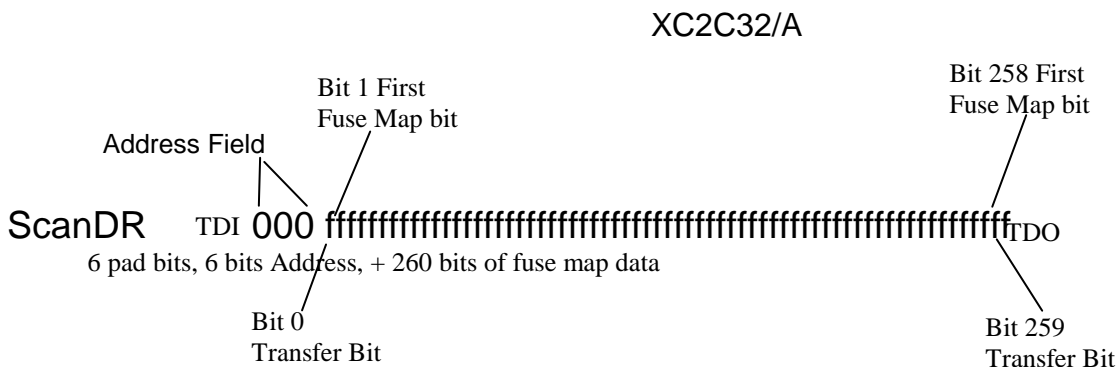 XC2C32/A
Bit 1 First
Fuse Map bit
Bit 258 First
Fuse Map bit
Address Field
ScanDR TDI 000 fffffffffffffffffffffffffffffffffffffffffffffffffffffffffffffffff TDO
6 pad bits, 6 bits Address, + 260 bits of fuse map data
Bit 0
Transfer Bit
Bit 259
Transfer Bit